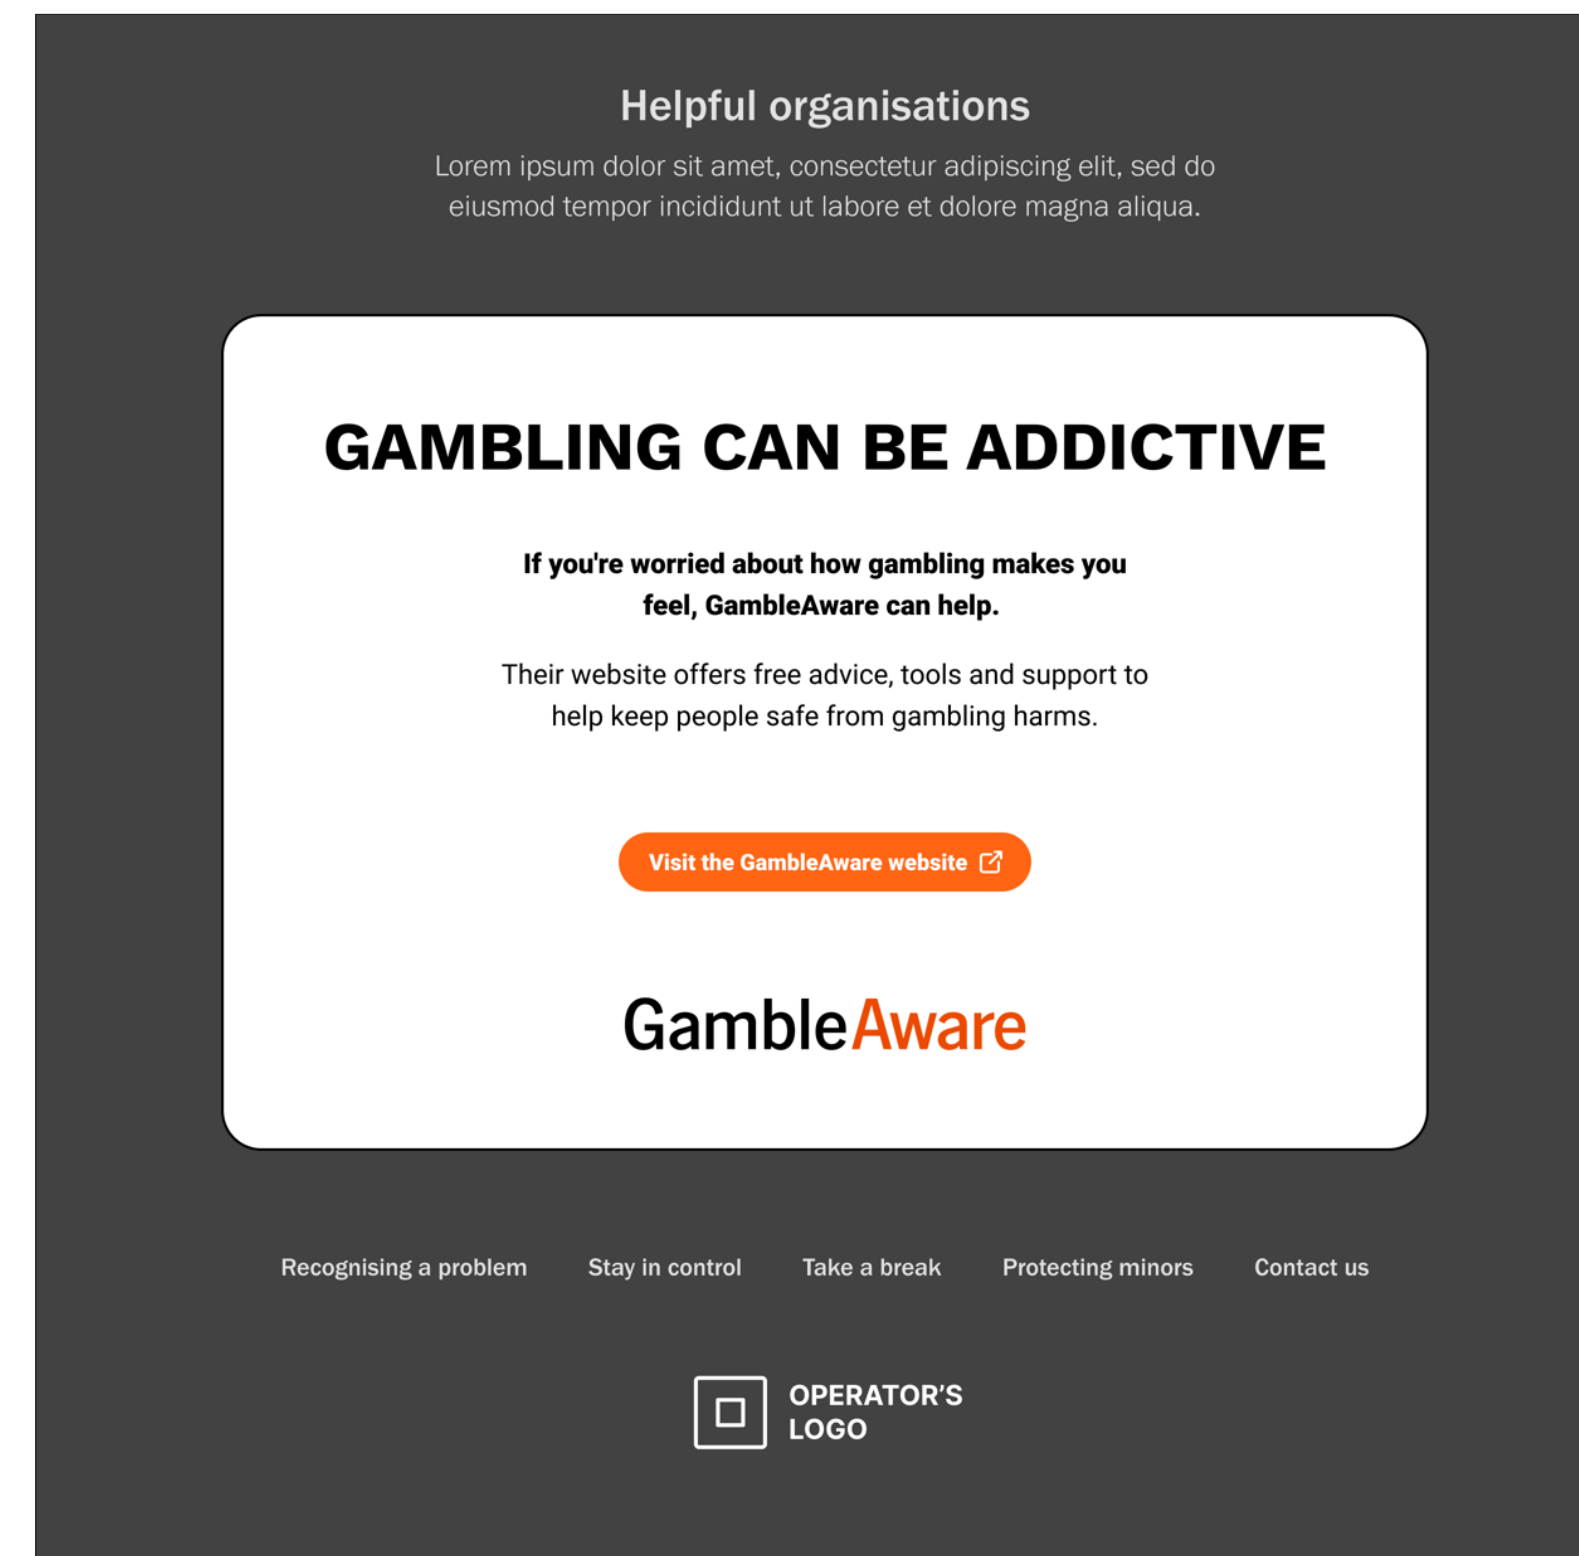 Helpful organisations
Lorem ipsum dolor sit amet, consectetur adipiscing elit, sed do
eiusmod tempor incididunt ut labore et dolore magna aliqua.
GAMBLING CAN BE ADDICTIVE
If you're worried about how gambling makes you
feel, GambleAware can help.
Their website offers free advice, tools and support to
help keep people safe from gambling harms.
Visit the GambleAware website
GambleAware
Recognising a problem Stay in control Take a break Protecting minors Contact us
OPERATOR’S
LOGO